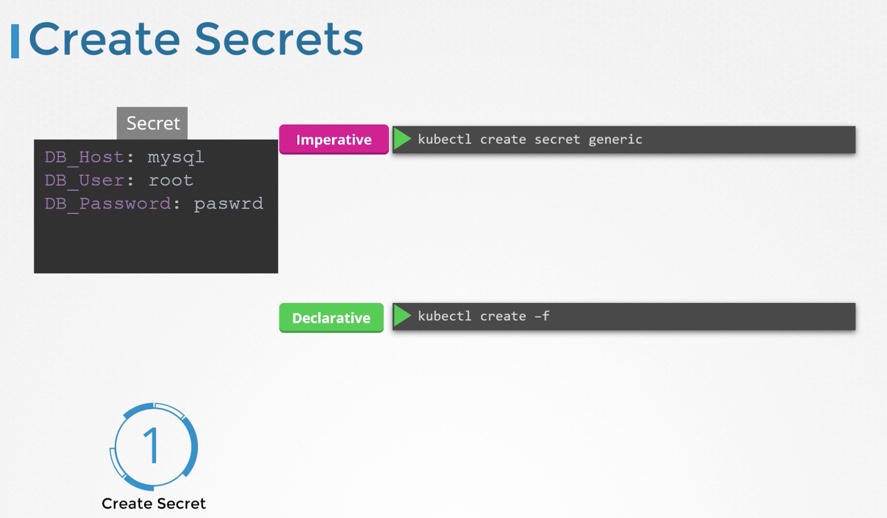 Create Secrets
Secret
DB_Host: mysql
DB_User: root
DB_Password: paswrd
Imperative
kubectl create secret generic
Declarative
kubectl create –f
1
Create Secret